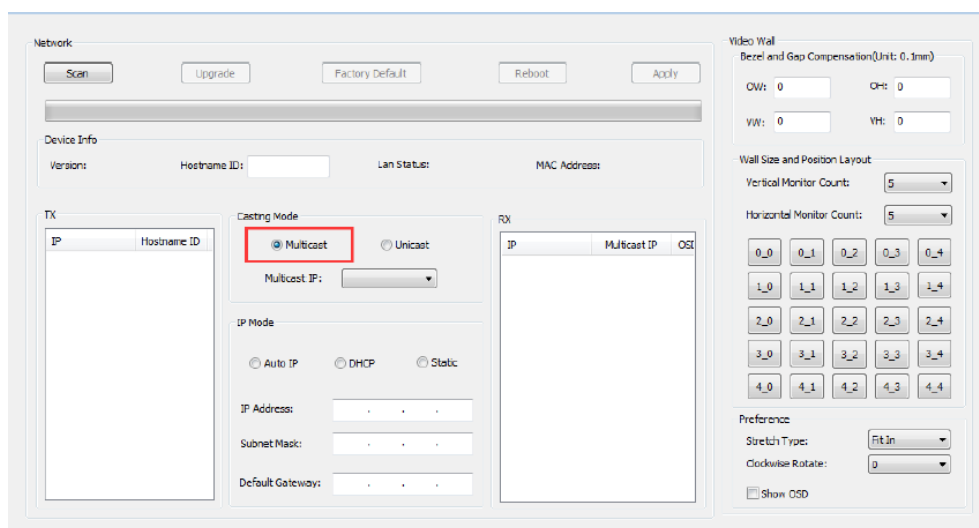 Network
Scan Upgrade Factory Default Reboot Apply
Device Info
Version: Hostname ID: Lan Status: MAC Address:
TX
IP Hostname ID
Casting Mode
Multicast Unicast
Multicast IP:
IP Mode
Auto IP DHCP Static
IP Address: . . .
Subnet Mask: . . .
Default Gateway: . . .
RX
IP Multicast IP OSI
Video Wall
Bezel and Gap Compensation(Unit: 0.1mm)
OW: 0 OH: 0
VW: 0 VH: 0
Wall Size and Position Layout
Vertical Monitor Count: 5
Horizontal Monitor Count: 5
0_0 0_1 0_2 0_3 0_4
1_0 1_1 1_2 1_3 1_4
2_0 2_1 2_2 2_3 2_4
3_0 3_1 3_2 3_3 3_4
4_0 4_1 4_2 4_3 4_4
Preference
Stretch Type: Fit In
Clockwise Rotate: 0
Show OSD